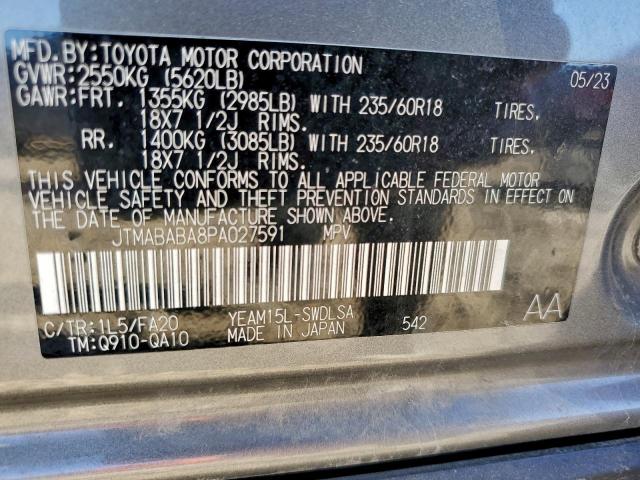 MFD.BY:TOYOTA MOTOR CORPORATION
GVWR:2550KG (5620LB) 05/23
GAWR:FRT. 1355KG (2985LB) WITH 235/60R18 TIRES.
18X7 1/2J RIMS.
RR. 1400KG (3085LB) WITH 235/60R18 TIRES.
18X7 1/2J RIMS.
THIS VEHICLE CONFORMS TO ALL APPLICABLE FEDERAL MOTOR
VEHICLE SAFETY AND THEFT PREVENTION STANDARDS IN EFFECT ON
THE DATE OF MANUFACTURE SHOWN ABOVE.
JTMABABA8PA027591 MPV
C/TR:1L5/FA20 YEAM15L-SWDLSA AA
TM:Q910-QA10 MADE IN JAPAN 542